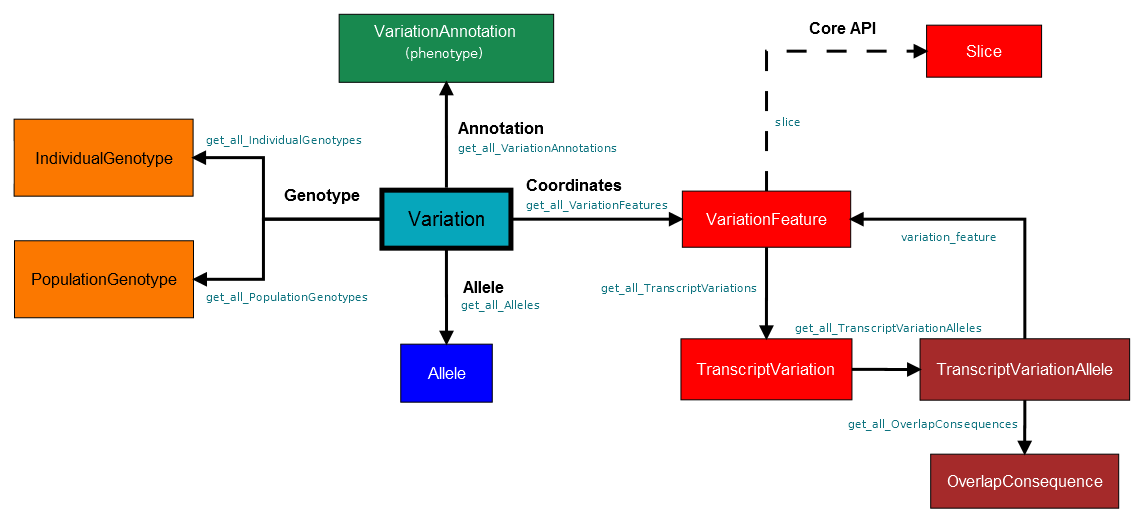 VariationAnnotation
(phenotype)
Core API
Slice
slice
Annotation
get_all_VariationAnnotations
get_all_IndividualGenotypes
IndividualGenotype
Genotype
Variation
Coordinates
get_all_VariationFeatures
VariationFeature
variation_feature
PopulationGenotype
get_all_PopulationGenotypes
Allele
get_all_Alleles
Allele
get_all_TranscriptVariations
get_all_TranscriptVariationAlleles
TranscriptVariation
TranscriptVariationAllele
get_all_OverlapConsequences
OverlapConsequence